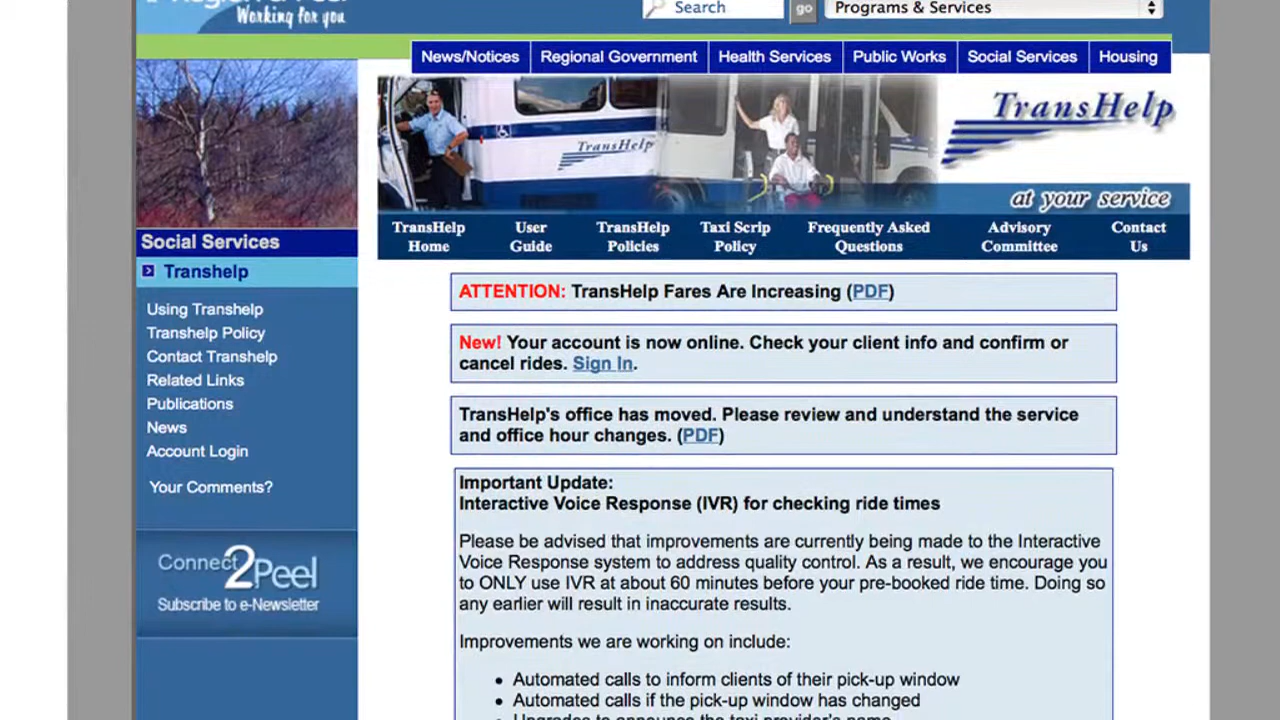 Working for you
Search
go
Programs & Services
News/Notices
Regional Government
Health Services
Public Works
Social Services
Housing
TransHelp
TransHelp
at your service
TransHelp Home
User Guide
TransHelp Policies
Taxi Scrip Policy
Frequently Asked Questions
Advisory Committee
Contact Us
Social Services
Transhelp
Using Transhelp
Transhelp Policy
Contact Transhelp
Related Links
Publications
News
Account Login
Your Comments?
Connect2Peel
Subscribe to e-Newsletter
ATTENTION: TransHelp Fares Are Increasing (PDF)
New! Your account is now online. Check your client info and confirm or
cancel rides. Sign In.
TransHelp's office has moved. Please review and understand the service
and office hour changes. (PDF)
Important Update:
Interactive Voice Response (IVR) for checking ride times
Please be advised that improvements are currently being made to the Interactive
Voice Response system to address quality control. As a result, we encourage you
to ONLY use IVR at about 60 minutes before your pre-booked ride time. Doing so
any earlier will result in inaccurate results.
Improvements we are working on include:
• Automated calls to inform clients of their pick-up window
• Automated calls if the pick-up window has changed
• Upgrades to announce the taxi provider's name